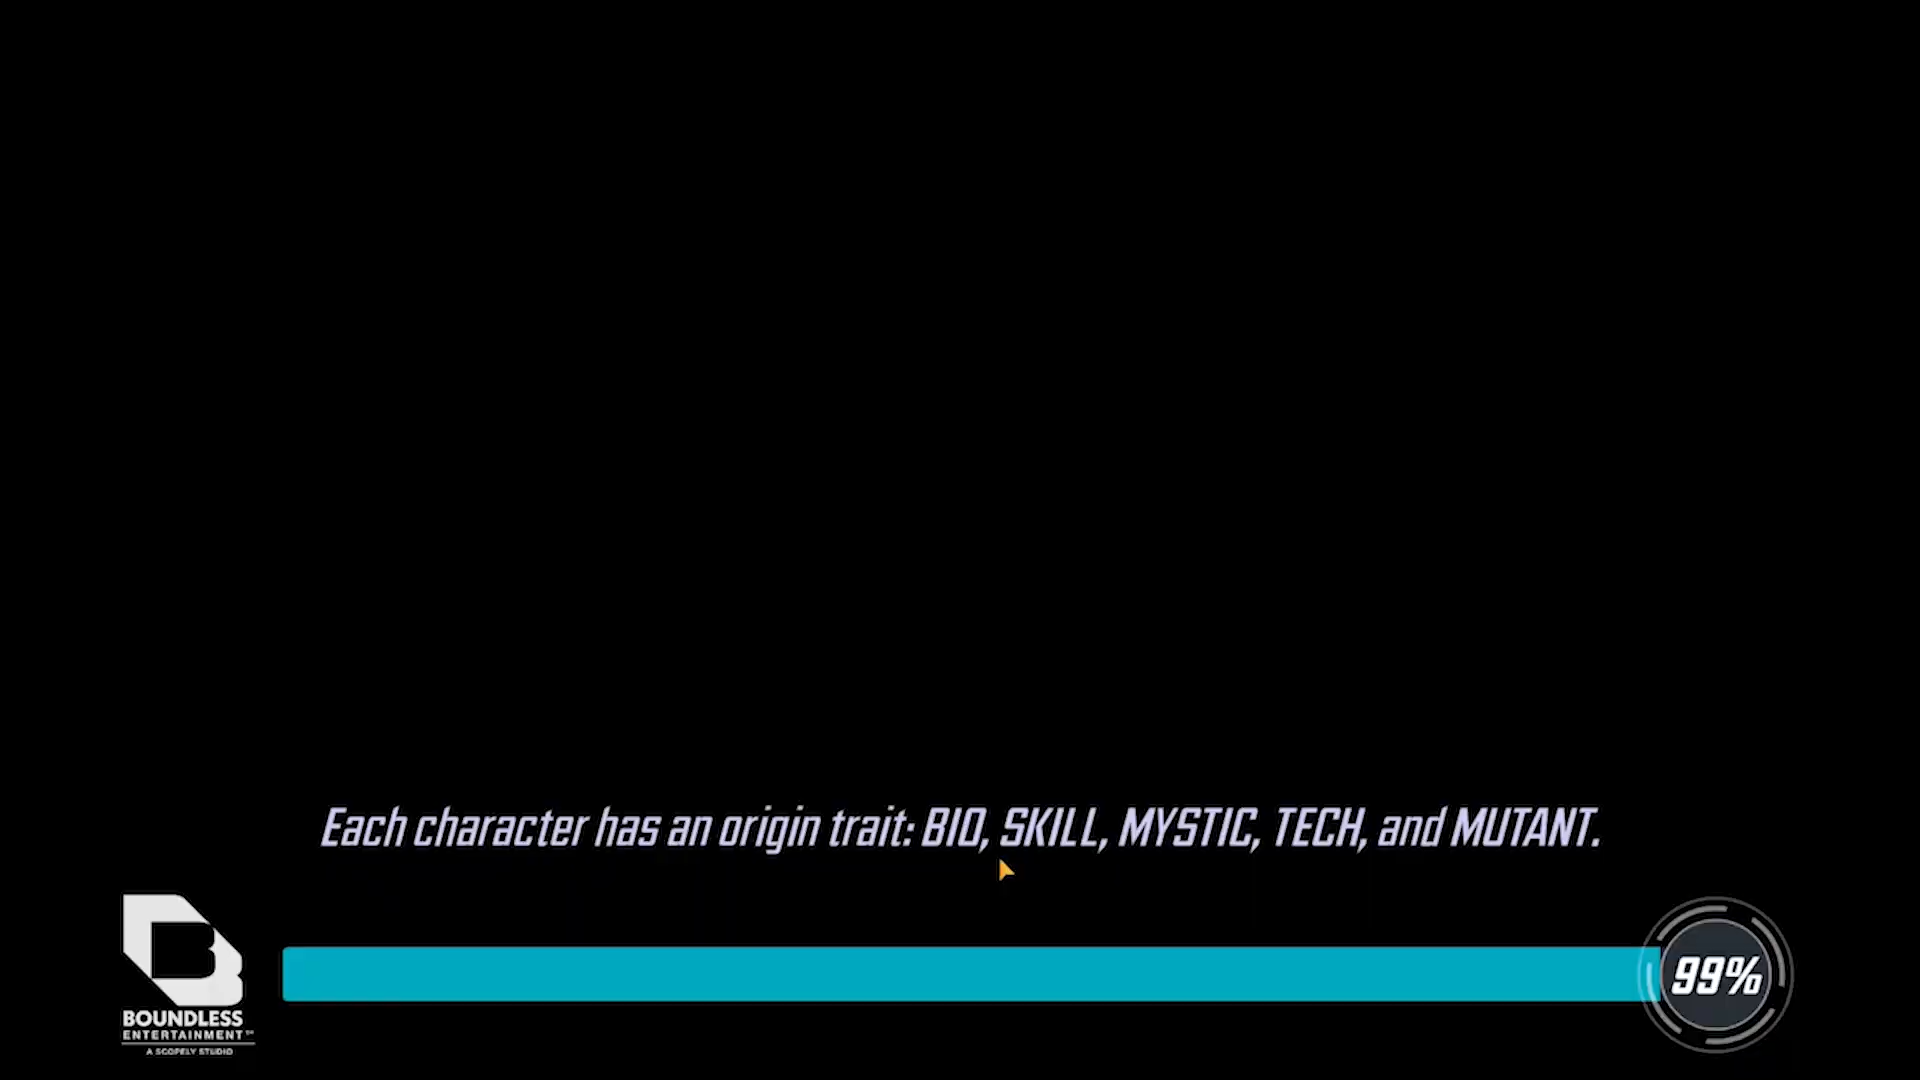 Each character has an origin trait: BIO, SKILL, MYSTIC, TECH, and MUTANT.
99%
BOUNDLESS
ENTERTAINMENT™
A SCOPELY STUDIO